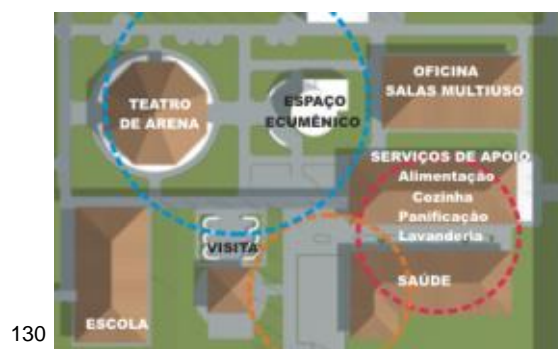 OFICINA
SALAS MULTIUSO
TEATRO
DE ARENA
ESPAÇO
ECUMÊNICO
SERVIÇOS DE APOIO
Alimentação
Cozinha
Panificação
Lavanderia
VISITA
SAÚDE
ESCOLA
130